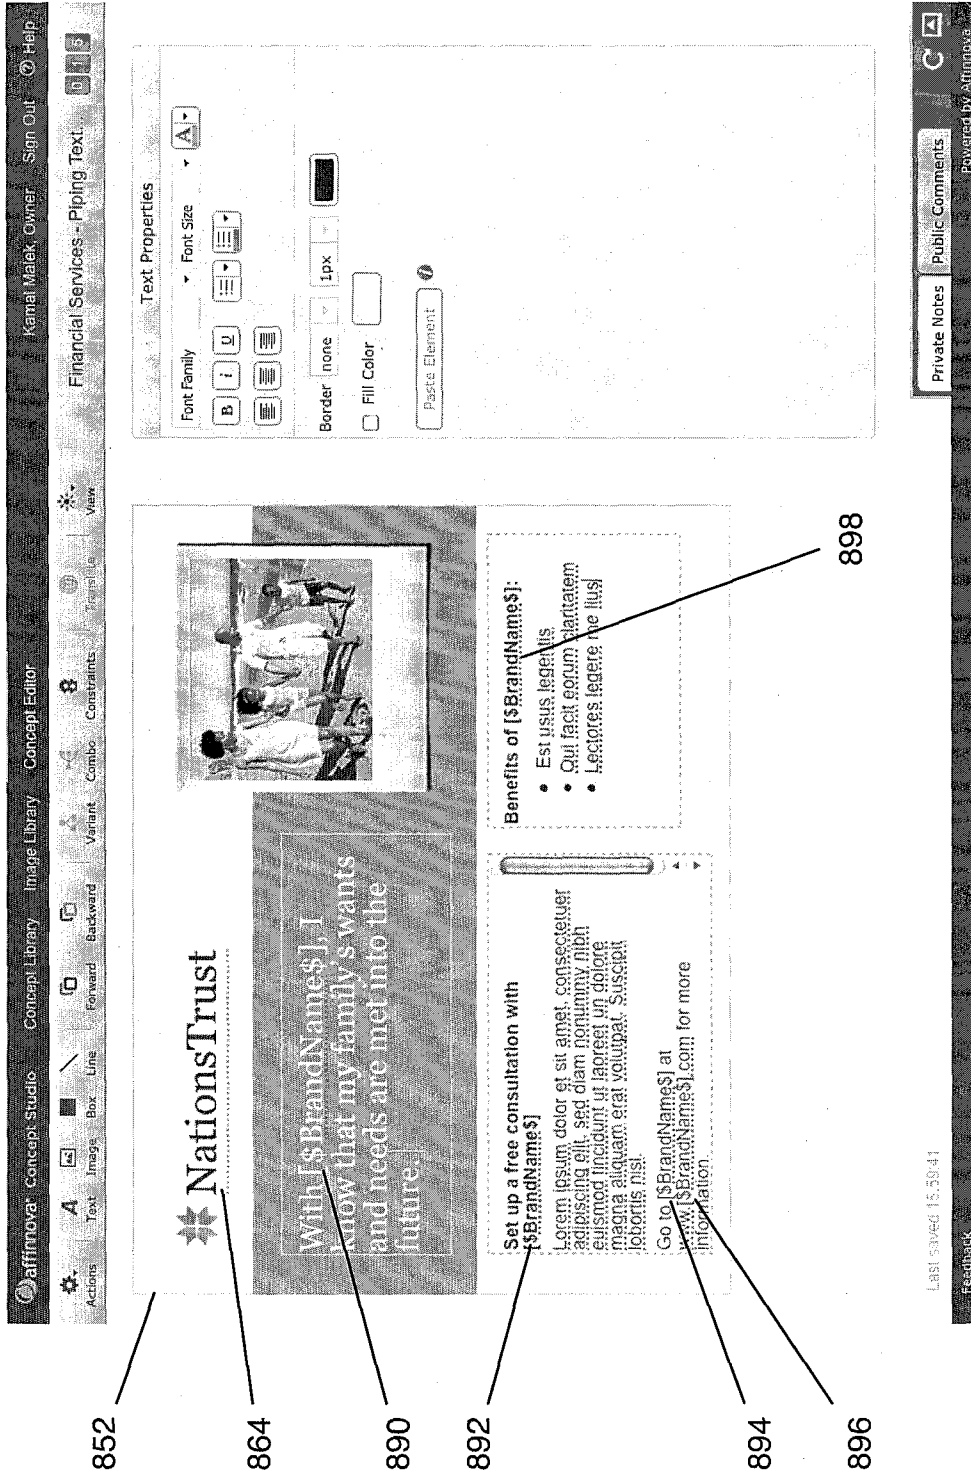 affinnova Concept Studio Concept Library Image Library Concept Editor Kamal Malek, Owner Sign Out Help
Actions Text Image Box Line Forward Backward Variant Combo Constraints Translate View Financial Services - Piping Text... 0 1 5
NationsTrust
With [$BrandName$], I
know that my family's wants
and needs are met into the
future.
Set up a free consultation with
[$BrandName$]
Lorem ipsum dolor et sit amet, consectetuer
adipiscing elit, sed diam nonummy nibh
euismod tincidunt ut laoreet un dolore
magna aliquam erat volutpat. Suscipit
lobortis nisl.
Go to [$BrandName$] at
www.[$BrandName$].com for more
information
Benefits of [$BrandName$]:
• Est usus legentis
• Qui facit eorum claritatem
• Lectores legere me lius
Text Properties
Font Family Font Size A
B i U
Border none 1px
Fill Color
Paste Element
Last saved 15:59:41
Private Notes Public Comments
Feedback Powered by Affinnova
852
864
890
892
894
896
898